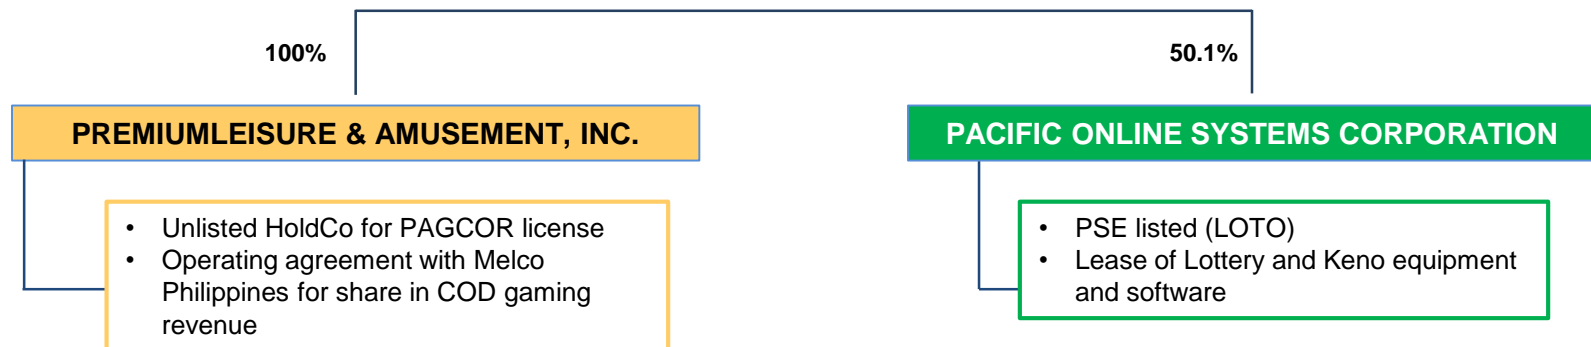 100%
50.1%
PREMIUMLEISURE & AMUSEMENT, INC.
PACIFIC ONLINE SYSTEMS CORPORATION
• Unlisted HoldCo for PAGCOR license
• Operating agreement with Melco
Philippines for share in COD gaming
revenue
• PSE listed (LOTO)
• Lease of Lottery and Keno equipment
and software